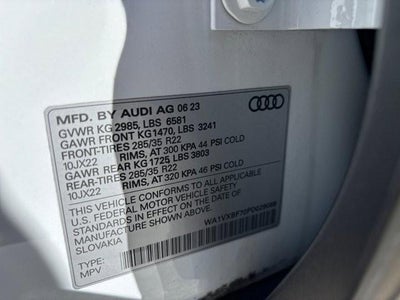 MFD. BY AUDI AG 06 23
GVWR KG 2985, LBS 6581
GAWR FRONT KG1470, LBS 3241
FRONT-TIRES 285/35 R22
10JX22 RIMS, AT 300 KPA 44 PSI COLD
GAWR REAR KG 1725 LBS 3803
REAR-TIRES 285/35 R22
10JX22 RIMS, AT 320 KPA 46 PSI COLD
THIS VEHICLE CONFORMS TO ALL APPLICABLE
U.S. FEDERAL MOTOR VEHICLE SAFETY
STANDARDS IN EFFECT ON THE DATE OF
MANUFACTURE SHOWN ABOVE.
SLOVAKIA
TYPE:
MPV